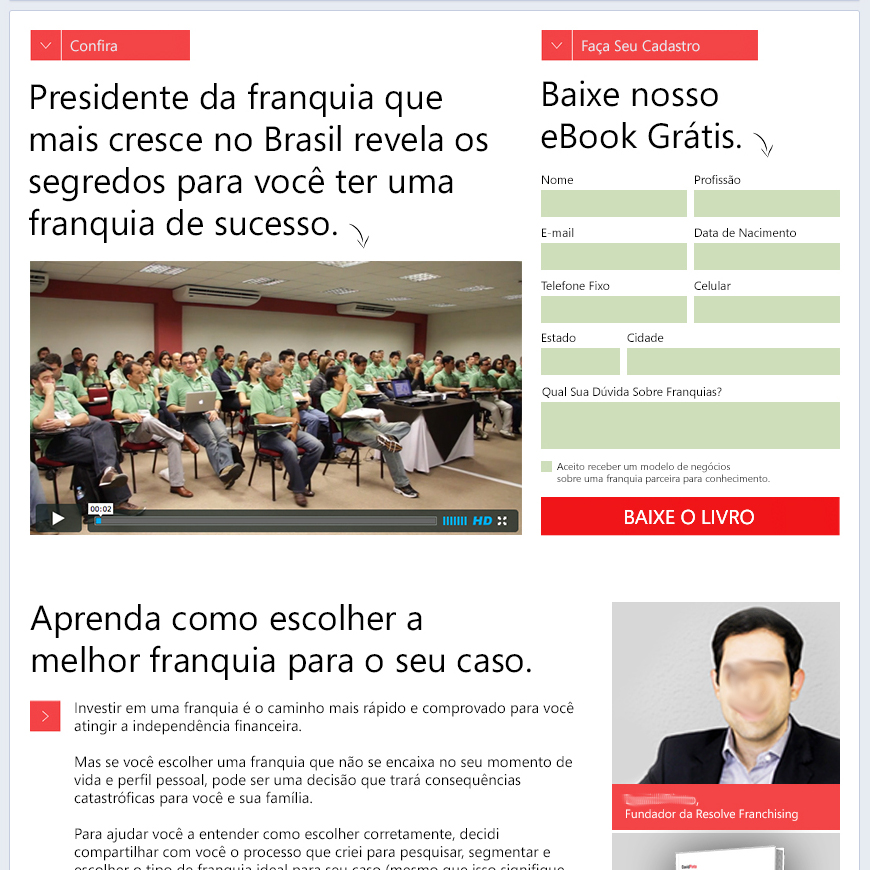 Confira
Presidente da franquia que
mais cresce no Brasil revela os
segredos para você ter uma
franquia de sucesso.
00:02
HD
Faça Seu Cadastro
Baixe nosso
eBook Grátis.
Nome
Profissão
E-mail
Data de Nacimento
Telefone Fixo
Celular
Estado
Cidade
Qual Sua Dúvida Sobre Franquias?
Aceito receber um modelo de negócios
sobre uma franquia parceira para conhecimento.
BAIXE O LIVRO
Aprenda como escolher a
melhor franquia para o seu caso.
Investir em uma franquia é o caminho mais rápido e comprovado para você
atingir a independência financeira.
Mas se você escolher uma franquia que não se encaixa no seu momento de
vida e perfil pessoal, pode ser uma decisão que trará consequências
catastróficas para você e sua família.
Para ajudar você a entender como escolher corretamente, decidi
compartilhar com você o processo que criei para pesquisar, segmentar e
escolher o tipo de franquia ideal para seu caso (mesmo que isso signifique
Fundador da Resolve Franchising